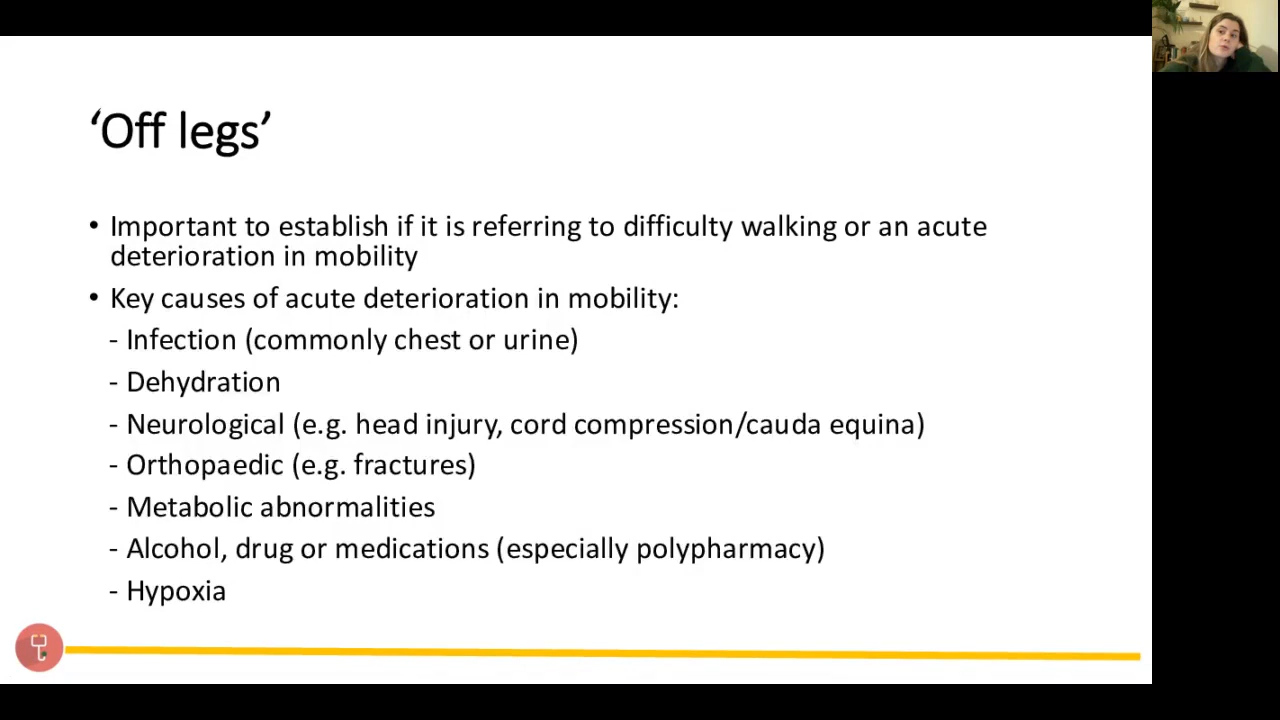 ‘Off legs’
• Important to establish if it is referring to difficulty walking or an acute
deterioration in mobility
• Key causes of acute deterioration in mobility:
- Infection (commonly chest or urine)
- Dehydration
- Neurological (e.g. head injury, cord compression/cauda equina)
- Orthopaedic (e.g. fractures)
- Metabolic abnormalities
- Alcohol, drug or medications (especially polypharmacy)
- Hypoxia